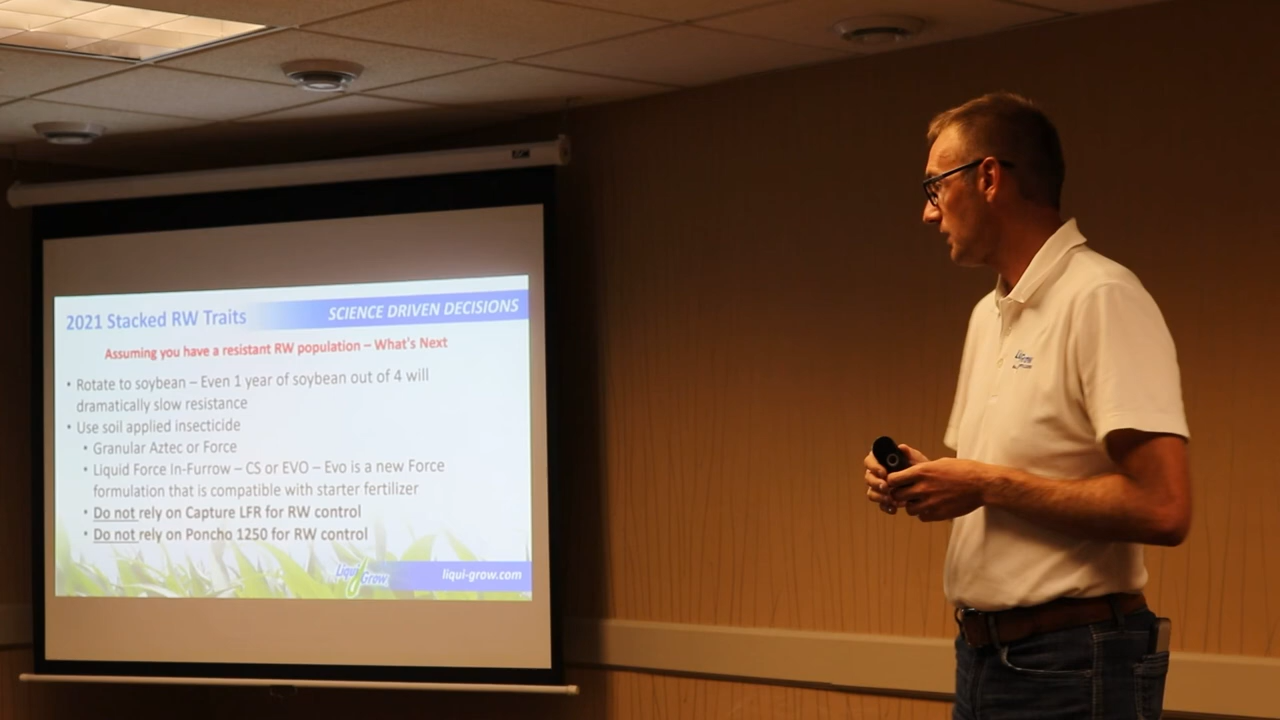 2021 Stacked RW Traits
SCIENCE DRIVEN DECISIONS
Assuming you have a resistant RW population – What's Next
• Rotate to soybean – Even 1 year of soybean out of 4 will
dramatically slow resistance
• Use soil applied insecticide
• Granular Aztec or Force
• Liquid Force In-Furrow – CS or EVO – Evo is a new Force
formulation that is compatible with starter fertilizer
• Do not rely on Capture LFR for RW control
• Do not rely on Poncho 1250 for RW control
Liqui Grow
liqui-grow.com
Liqui Grow